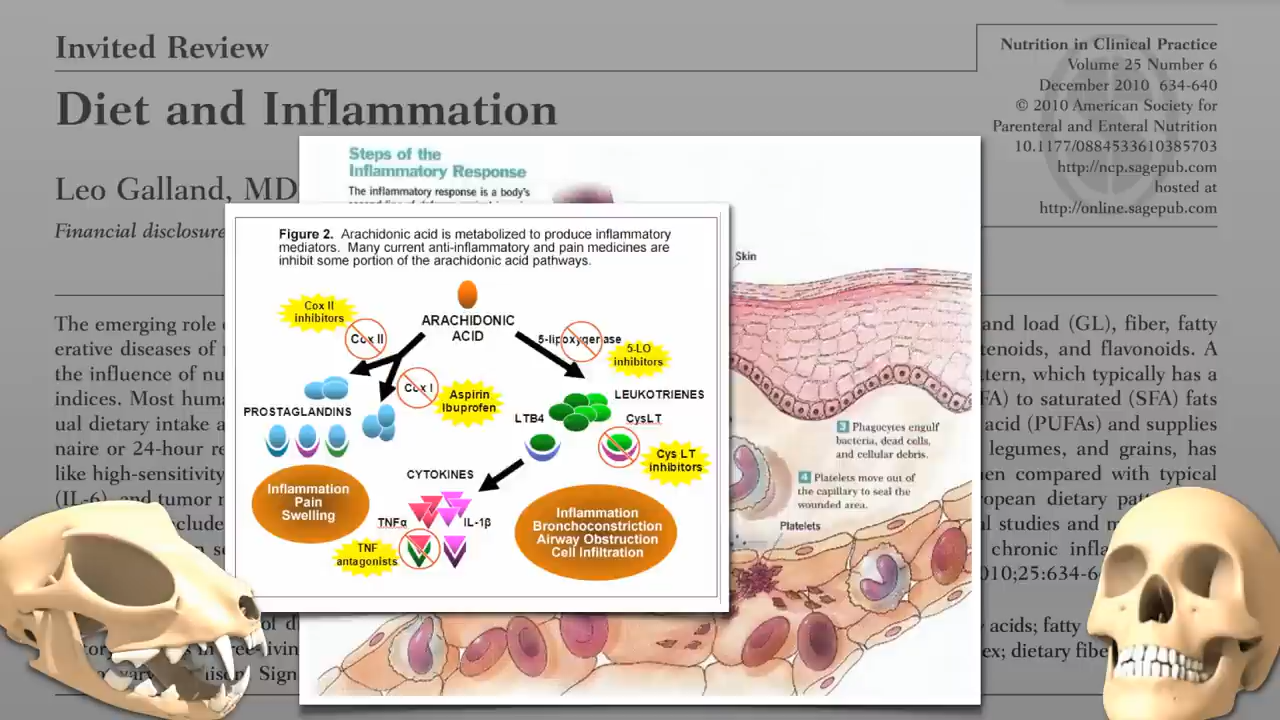 Invited Review
Nutrition in Clinical Practice
Volume 25 Number 6
December 2010 634-640
© 2010 American Society for
Parenteral and Enteral Nutrition
10.1177/0884533610385703
http://ncp.sagepub.com
hosted at
http://online.sagepub.com
Diet and Inflammation
Leo Galland, MD
Financial disclosure
Steps of the
Inflammatory Response
The inflammatory response is a body's
Figure 2. Arachidonic acid is metabolized to produce inflammatory
mediators. Many current anti-inflammatory and pain medicines are
inhibit some portion of the arachidonic acid pathways.
Cox II
inhibitors
Cox II
ARACHIDONIC
ACID
5-lipoxygerase
5-LO
inhibitors
Cox I
Aspirin
Ibuprofen
PROSTAGLANDINS
LEUKOTRIENES
LTB4
CysLT
Cys LT
inhibitors
CYTOKINES
Inflammation
Pain
Swelling
TNFα
IL-1β
TNF
antagonists
Inflammation
Bronchoconstriction
Airway Obstruction
Cell Infiltration
Skin
3 Phagocytes engulf
bacteria, dead cells,
and cellular debris.
4 Platelets move out of
the capillary to seal the
wounded area.
Platelets
The emerging role
erative diseases of
the influence of nu
indices. Most huma
ual dietary intake a
naire or 24-hour re
like high-sensitivity
(IL-6), and tumor
and load (GL), fiber, fatty
tenoids, and flavonoids. A
ttern, which typically has a
FA) to saturated (SFA) fats
acid (PUFAs) and supplies
legumes, and grains, has
en compared with typical
ropean dietary
al studies and
chronic infla
010;25:634-6
acids; fatty
ex; dietary fibe